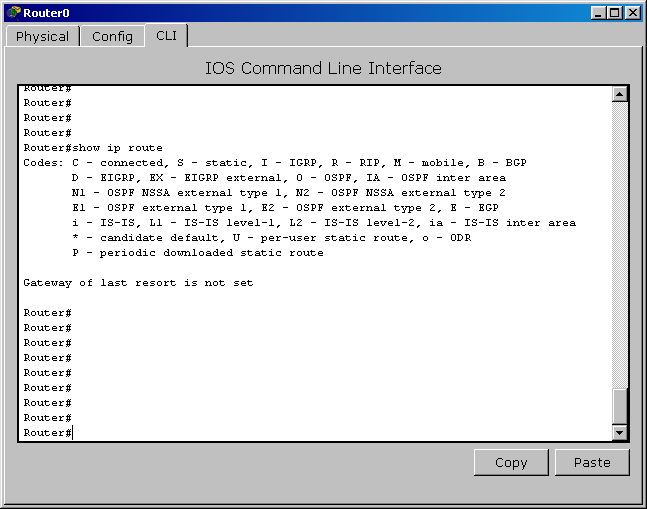 Router0
Physical Config CLI
IOS Command Line Interface
Router#
Router#
Router#
Router#
Router#show ip route
Codes: C - connected, S - static, I - IGRP, R - RIP, M - mobile, B - BGP
D - EIGRP, EX - EIGRP external, O - OSPF, IA - OSPF inter area
N1 - OSPF NSSA external type 1, N2 - OSPF NSSA external type 2
E1 - OSPF external type 1, E2 - OSPF external type 2, E - EGP
i - IS-IS, L1 - IS-IS level-1, L2 - IS-IS level-2, ia - IS-IS inter area
* - candidate default, U - per-user static route, o - ODR
P - periodic downloaded static route
Gateway of last resort is not set
Router#
Router#
Router#
Router#
Router#
Router#
Router#
Router#
Router#
Copy Paste